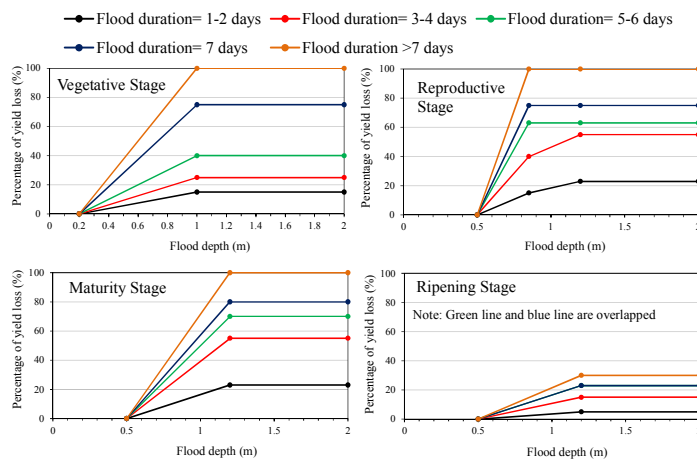 Flood duration= 1-2 days Flood duration= 3-4 days Flood duration= 5-6 days
Flood duration= 7 days Flood duration >7 days
Percentage of yield loss (%)
100
80
60
40
20
0
Vegetative Stage
0 0.2 0.4 0.6 0.8 1 1.2 1.4 1.6 1.8 2
Flood depth (m)
Percentage of yield loss (%)
100
80
60
40
20
0
Reproductive
Stage
0 0.5 1 1.5 2
Flood depth (m)
Percentage of yield loss (%)
100
80
60
40
20
0
Maturity Stage
0 0.5 1 1.5 2
Flood depth (m)
Percentage of yield loss (%)
100
80
60
40
20
0
Ripening Stage
Note: Green line and blue line are overlapped
0 0.5 1 1.5 2
Flood depth (m)